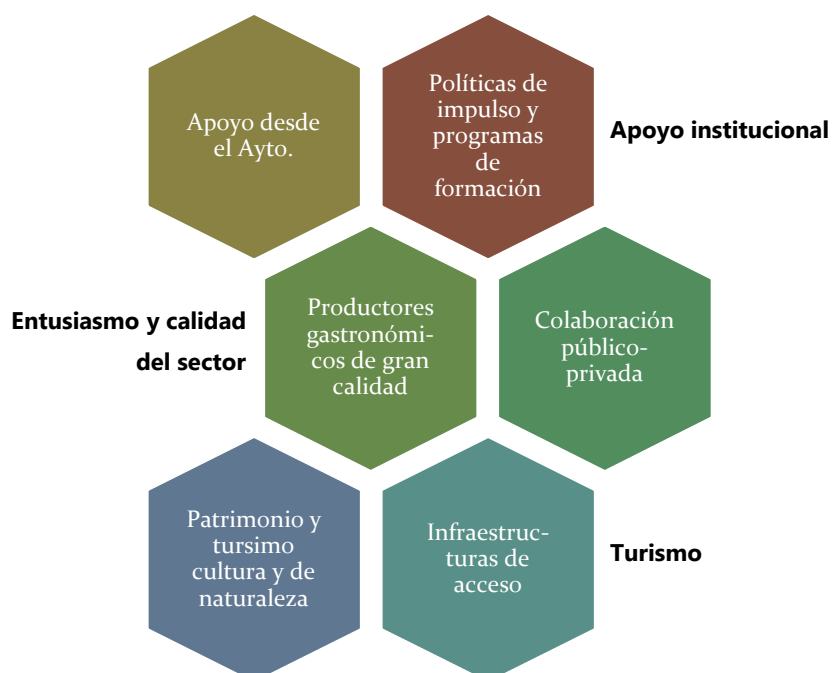 Apoyo desde
el Ayto.
Políticas de
impulso y
programas
de
formación
Apoyo institucional
Entusiasmo y calidad
del sector
Productores
gastronómi-
cos de gran
calidad
Colaboración
público-
privada
Patrimonio y
tursimo
cultura y de
naturaleza
Infraestruc-
turas de
acceso
Turismo